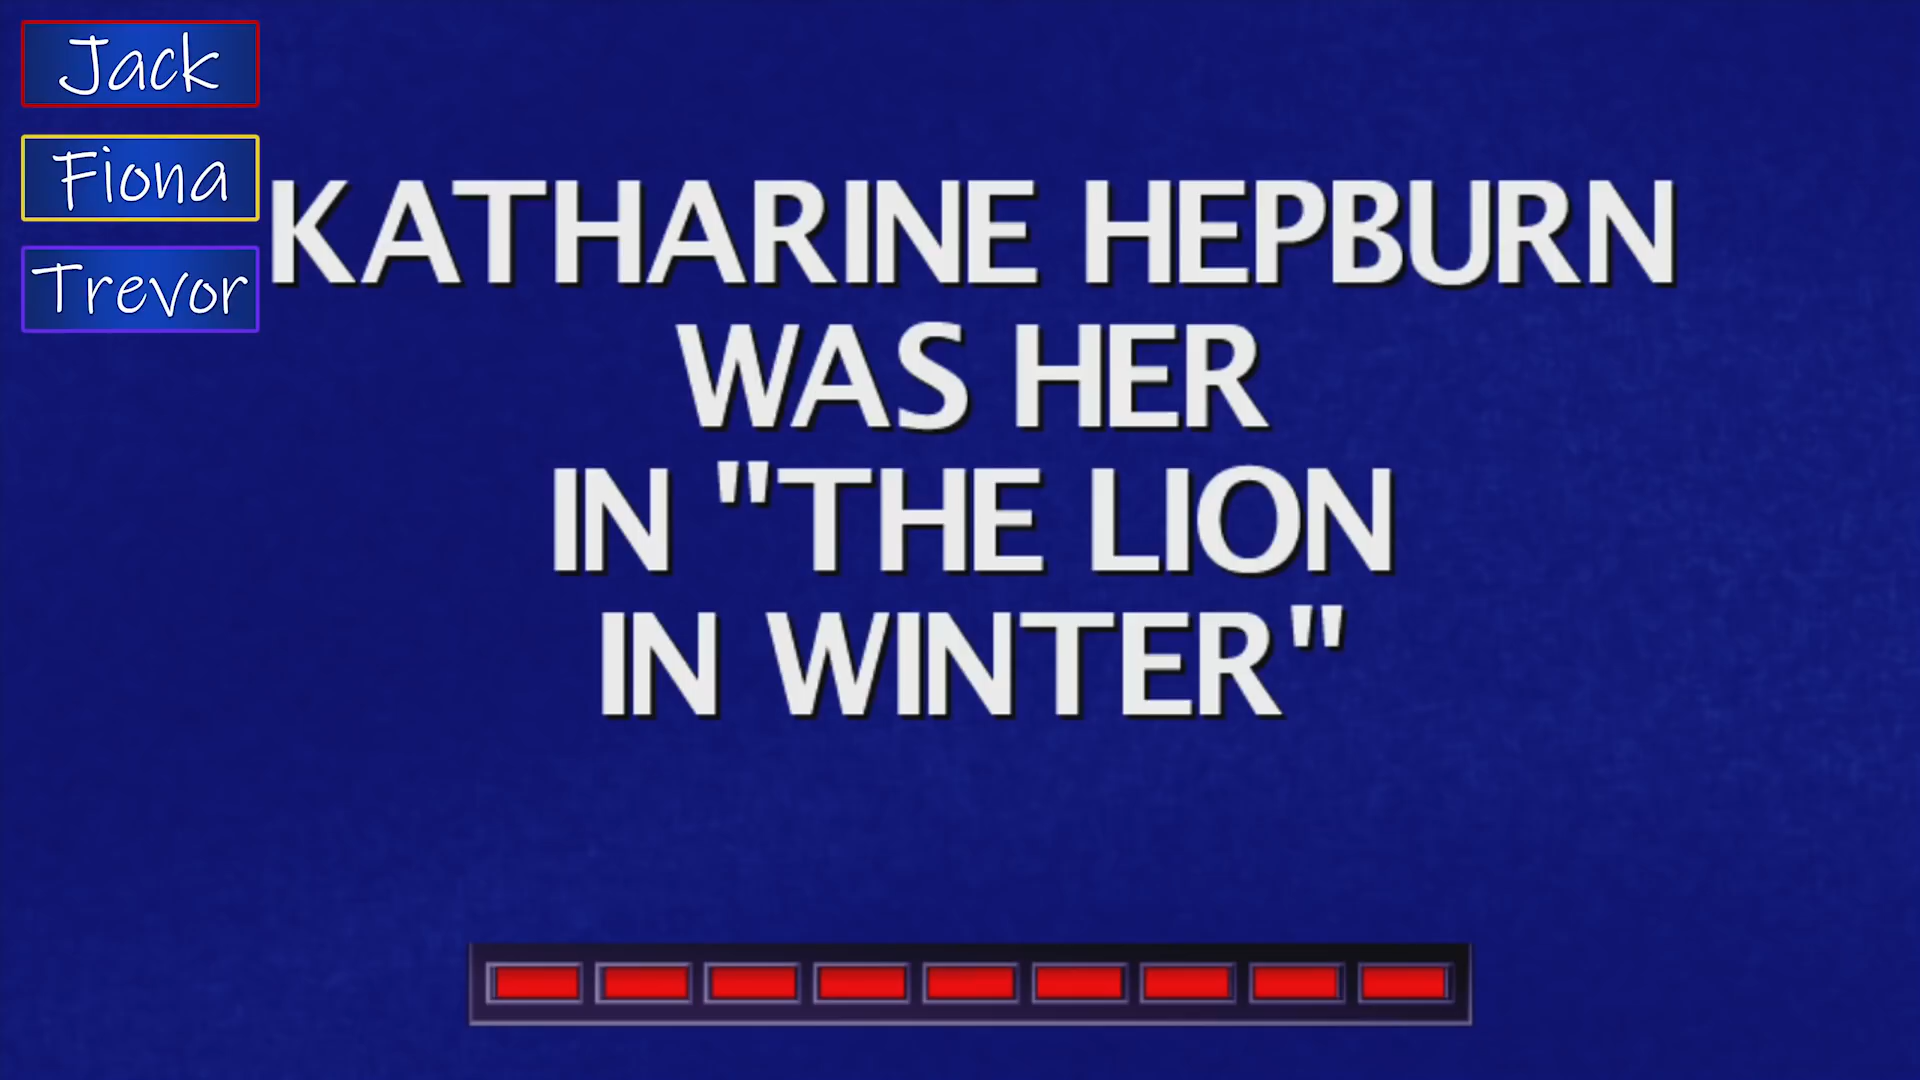 Jack
Fiona
Trevor
KATHARINE HEPBURN
WAS HER
IN "THE LION
IN WINTER"